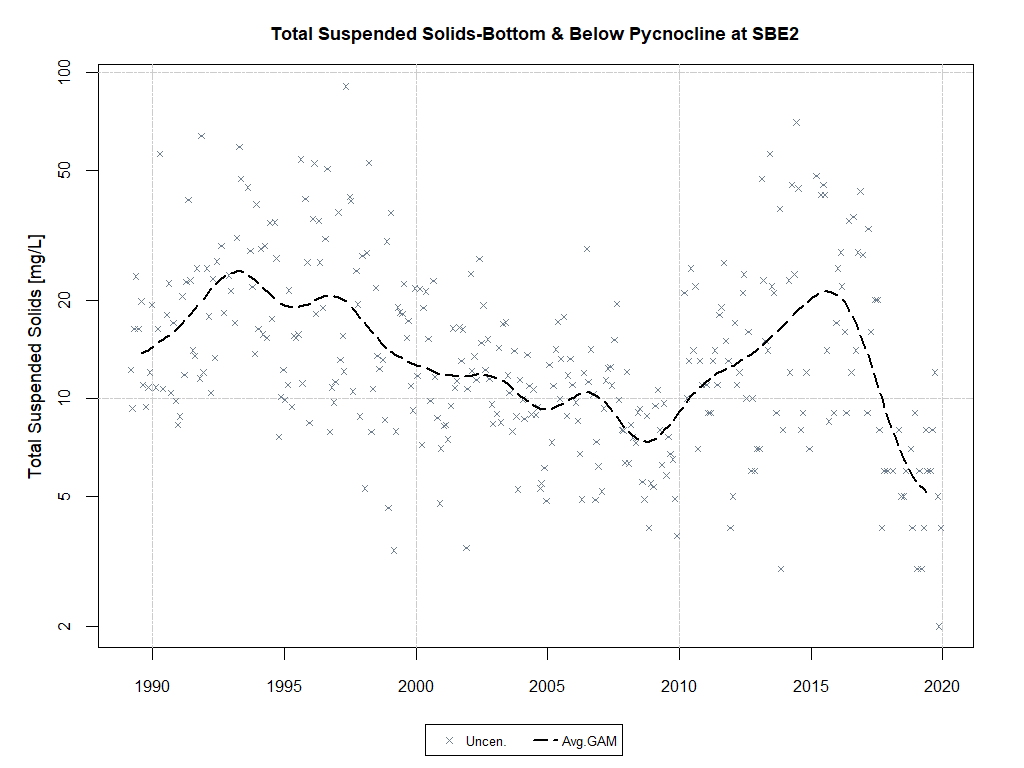 Total Suspended Solids-Bottom & Below Pycnocline at SBE2
Total Suspended Solids [mg/L]
100
50
20
10
5
2
1990 1995 2000 2005 2010 2015 2020
Uncen. Avg.GAM